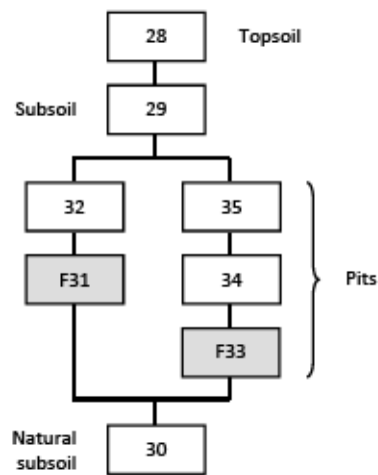 28 Topsoil
Subsoil 29
32 35
F31 34
Pits
F33
Natural
subsoil 30